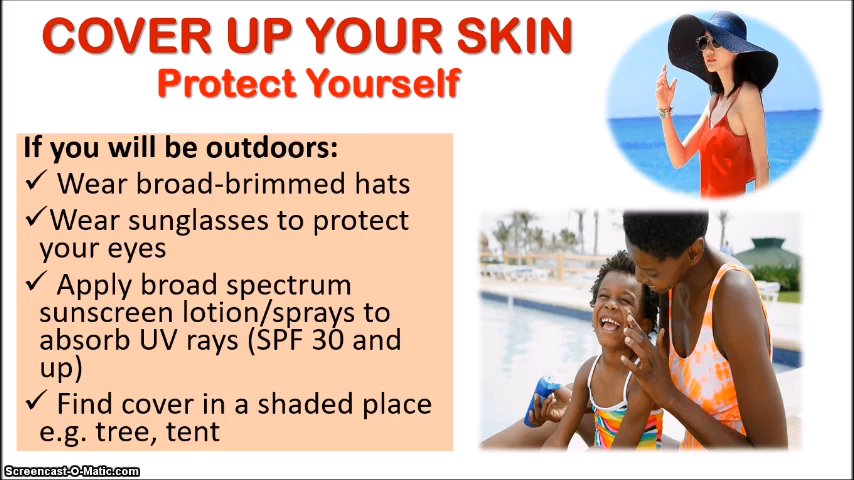 COVER UP YOUR SKIN
Protect Yourself
If you will be outdoors:
✓ Wear broad-brimmed hats
✓Wear sunglasses to protect
your eyes
✓ Apply broad spectrum
sunscreen lotion/sprays to
absorb UV rays (SPF 30 and
up)
✓ Find cover in a shaded place
e.g. tree, tent
Screencast-O-Matic.com